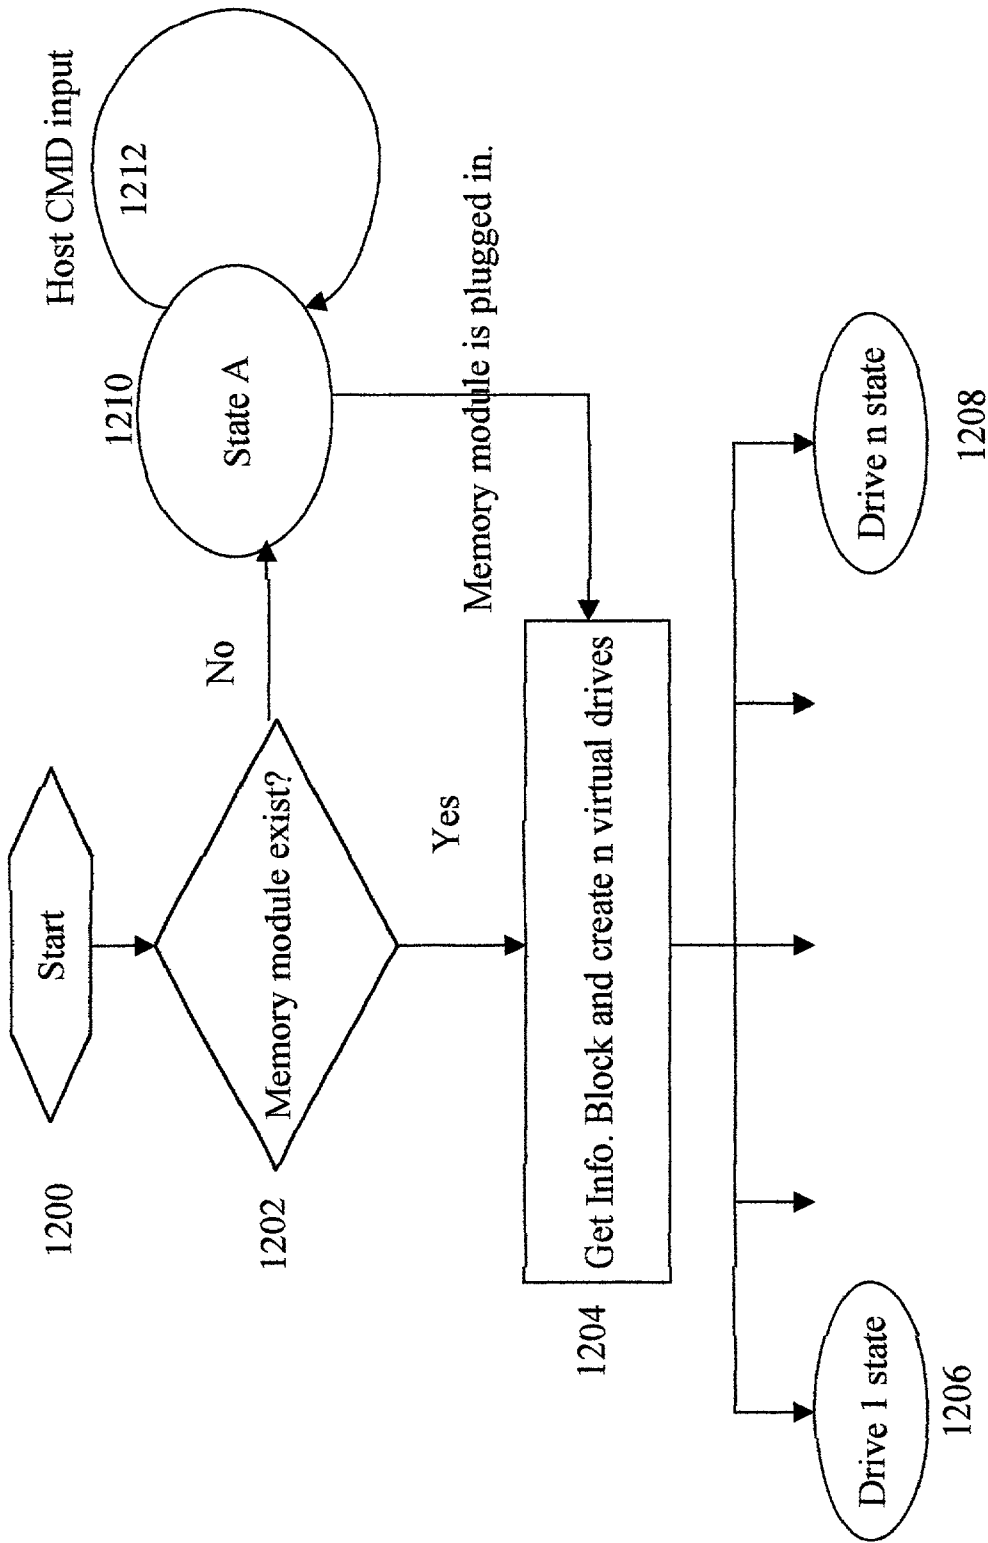 1200
Start
1202
Memory module exist?
No
1210
State A
Host CMD input
1212
Yes
Memory module is plugged in.
1204
Get Info. Block and create n virtual drives
Drive 1 state
1206
Drive n state
1208